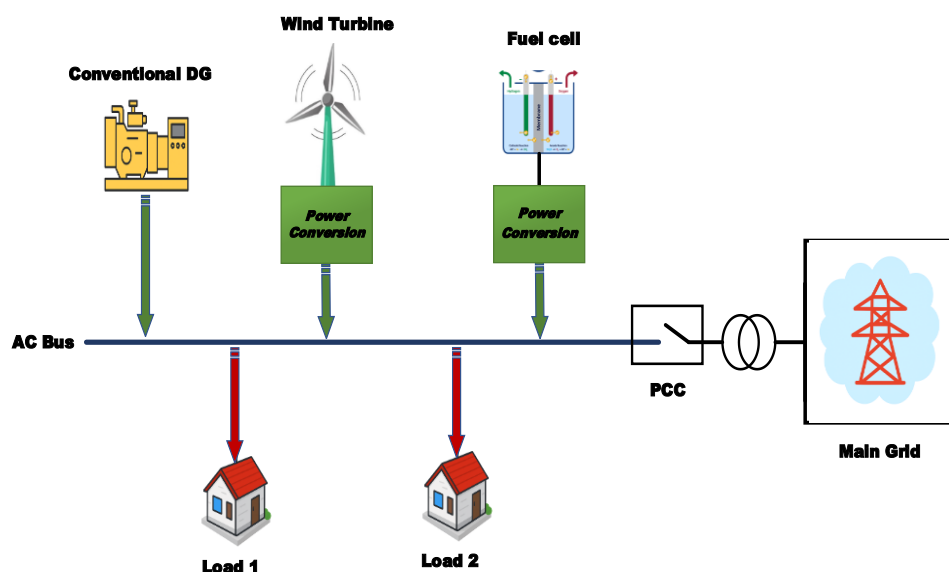 Wind Turbine
Fuel cell
Conventional DG
Membrane
Power
Conversion
Power
Conversion
AC Bus
PCC
Main Grid
Load 1
Load 2